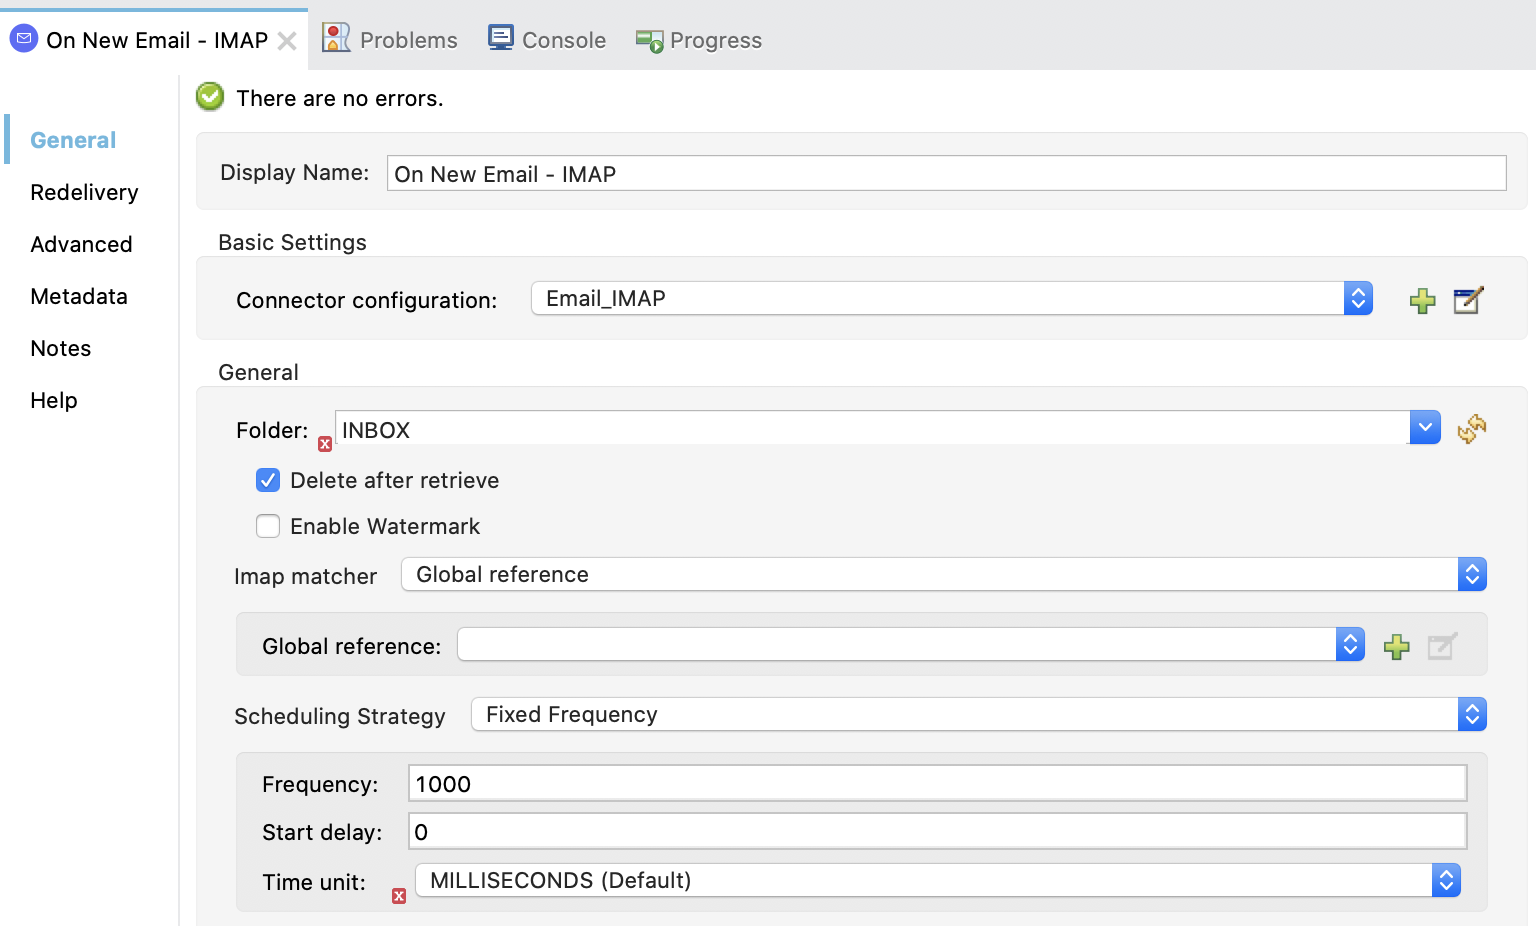 On New Email - IMAP
Problems
Console
Progress
There are no errors.
General
Redelivery
Advanced
Metadata
Notes
Help
Display Name: On New Email - IMAP
Basic Settings
Connector configuration: Email_IMAP
General
Folder: INBOX
Delete after retrieve
Enable Watermark
Imap matcher Global reference
Global reference:
Scheduling Strategy Fixed Frequency
Frequency: 1000
Start delay: 0
Time unit: MILLISECONDS (Default)